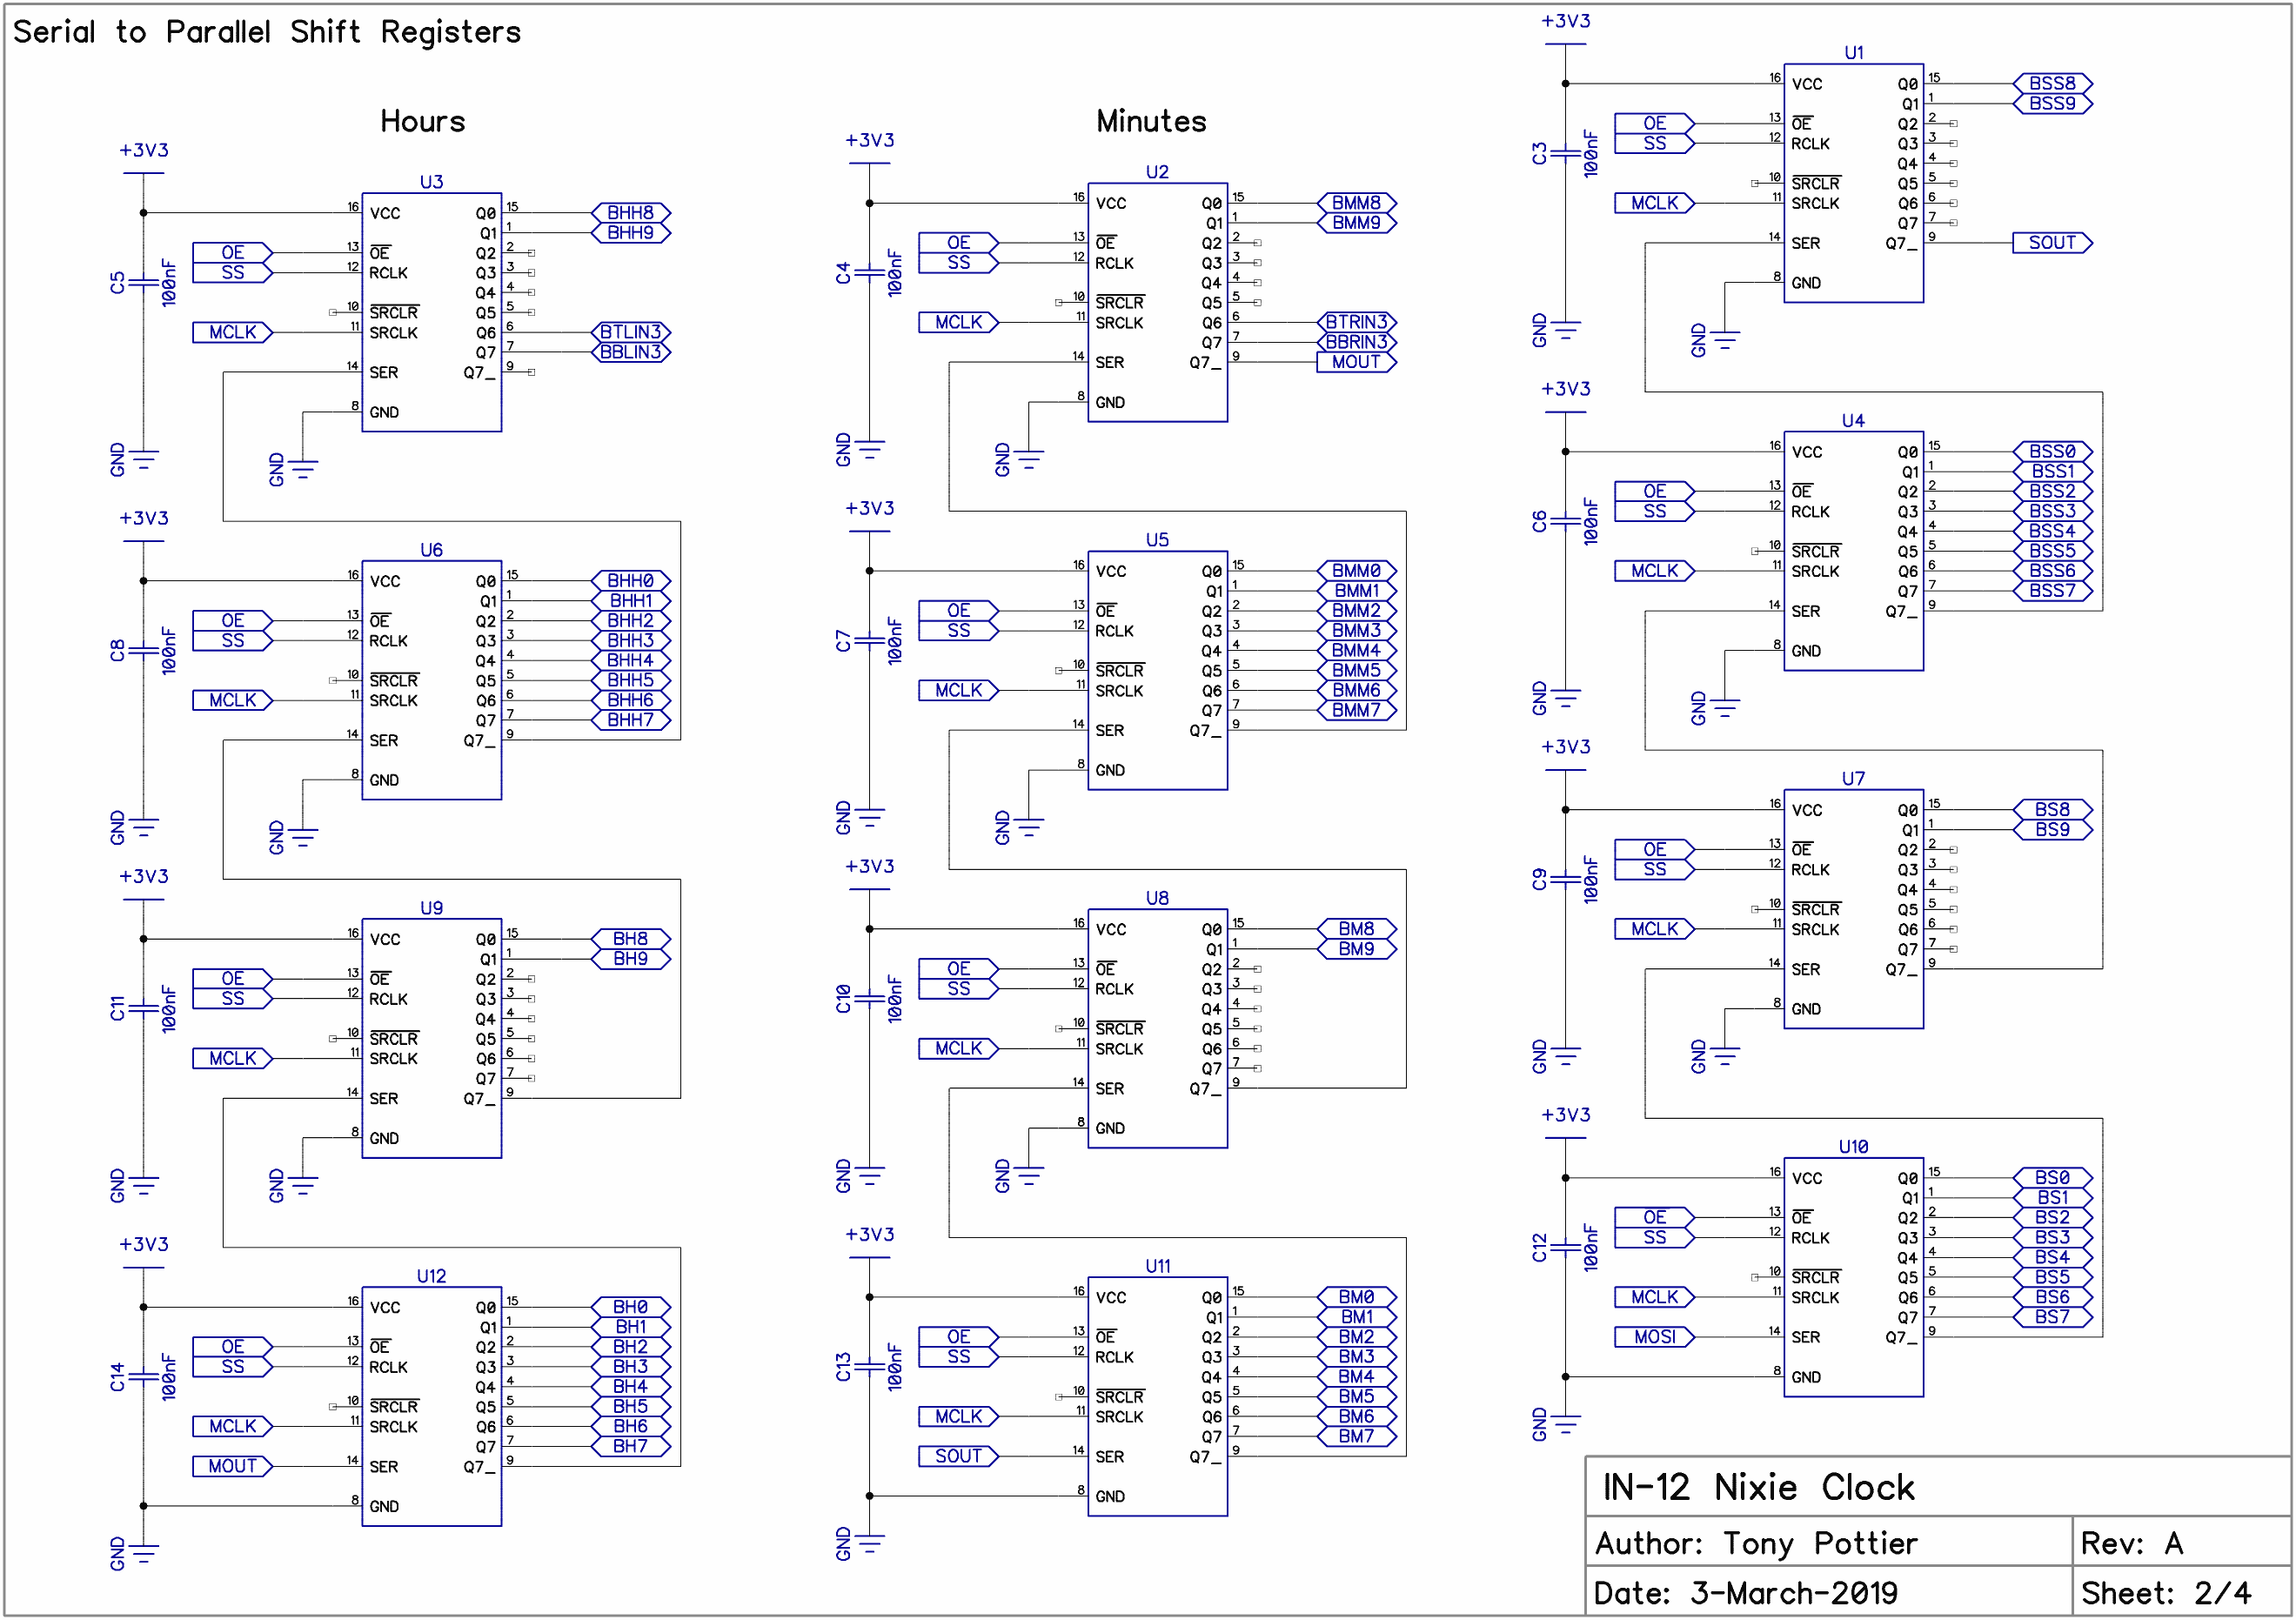 Serial to Parallel Shift Registers
Hours
+3V3
U3
C5
100nF
GND
OE
SS
MCLK
16 VCC
13 OE
12 RCLK
10 SRCLR
11 SRCLK
14 SER
8 GND
GND
Q0 15 BHH8
Q1 1 BHH9
Q2 2
Q3 3
Q4 4
Q5 5
Q6 6 BTLIN3
Q7 7 BBLIN3
Q7_ 9
+3V3
U6
C8
100nF
GND
OE
SS
MCLK
16 VCC
13 OE
12 RCLK
10 SRCLR
11 SRCLK
14 SER
8 GND
GND
Q0 15 BHH0
Q1 1 BHH1
Q2 2 BHH2
Q3 3 BHH3
Q4 4 BHH4
Q5 5 BHH5
Q6 6 BHH6
Q7 7 BHH7
Q7_ 9
+3V3
U9
C11
100nF
GND
OE
SS
MCLK
16 VCC
13 OE
12 RCLK
10 SRCLR
11 SRCLK
14 SER
8 GND
GND
Q0 15 BH8
Q1 1 BH9
Q2 2
Q3 3
Q4 4
Q5 5
Q6 6
Q7 7
Q7_ 9
+3V3
U12
C14
100nF
GND
OE
SS
MCLK
MOUT
16 VCC
13 OE
12 RCLK
10 SRCLR
11 SRCLK
14 SER
8 GND
Q0 15 BH0
Q1 1 BH1
Q2 2 BH2
Q3 3 BH3
Q4 4 BH4
Q5 5 BH5
Q6 6 BH6
Q7 7 BH7
Q7_ 9
Minutes
+3V3
U2
C4
100nF
GND
OE
SS
MCLK
16 VCC
13 OE
12 RCLK
10 SRCLR
11 SRCLK
14 SER
8 GND
GND
Q0 15 BMM8
Q1 1 BMM9
Q2 2
Q3 3
Q4 4
Q5 5
Q6 6 BTRIN3
Q7 7 BBRIN3
Q7_ 9 MOUT
+3V3
U5
C7
100nF
GND
OE
SS
MCLK
16 VCC
13 OE
12 RCLK
10 SRCLR
11 SRCLK
14 SER
8 GND
GND
Q0 15 BMM0
Q1 1 BMM1
Q2 2 BMM2
Q3 3 BMM3
Q4 4 BMM4
Q5 5 BMM5
Q6 6 BMM6
Q7 7 BMM7
Q7_ 9
+3V3
U8
C10
100nF
GND
OE
SS
MCLK
16 VCC
13 OE
12 RCLK
10 SRCLR
11 SRCLK
14 SER
8 GND
GND
Q0 15 BM8
Q1 1 BM9
Q2 2
Q3 3
Q4 4
Q5 5
Q6 6
Q7 7
Q7_ 9
+3V3
U11
C13
100nF
GND
OE
SS
MCLK
SOUT
16 VCC
13 OE
12 RCLK
10 SRCLR
11 SRCLK
14 SER
8 GND
Q0 15 BM0
Q1 1 BM1
Q2 2 BM2
Q3 3 BM3
Q4 4 BM4
Q5 5 BM5
Q6 6 BM6
Q7 7 BM7
Q7_ 9
+3V3
U1
C3
100nF
GND
OE
SS
MCLK
16 VCC
13 OE
12 RCLK
10 SRCLR
11 SRCLK
14 SER
8 GND
GND
Q0 15 BSS8
Q1 1 BSS9
Q2 2
Q3 3
Q4 4
Q5 5
Q6 6
Q7 7
Q7_ 9 SOUT
+3V3
U4
C6
100nF
GND
OE
SS
MCLK
16 VCC
13 OE
12 RCLK
10 SRCLR
11 SRCLK
14 SER
8 GND
GND
Q0 15 BSS0
Q1 1 BSS1
Q2 2 BSS2
Q3 3 BSS3
Q4 4 BSS4
Q5 5 BSS5
Q6 6 BSS6
Q7 7 BSS7
Q7_ 9
+3V3
U7
C9
100nF
GND
OE
SS
MCLK
16 VCC
13 OE
12 RCLK
10 SRCLR
11 SRCLK
14 SER
8 GND
GND
Q0 15 BS8
Q1 1 BS9
Q2 2
Q3 3
Q4 4
Q5 5
Q6 6
Q7 7
Q7_ 9
+3V3
U10
C12
100nF
GND
OE
SS
MCLK
MOSI
16 VCC
13 OE
12 RCLK
10 SRCLR
11 SRCLK
14 SER
8 GND
Q0 15 BS0
Q1 1 BS1
Q2 2 BS2
Q3 3 BS3
Q4 4 BS4
Q5 5 BS5
Q6 6 BS6
Q7 7 BS7
Q7_ 9
IN-12 Nixie Clock
Author: Tony Pottier
Rev: A
Date: 3-March-2019
Sheet: 2/4